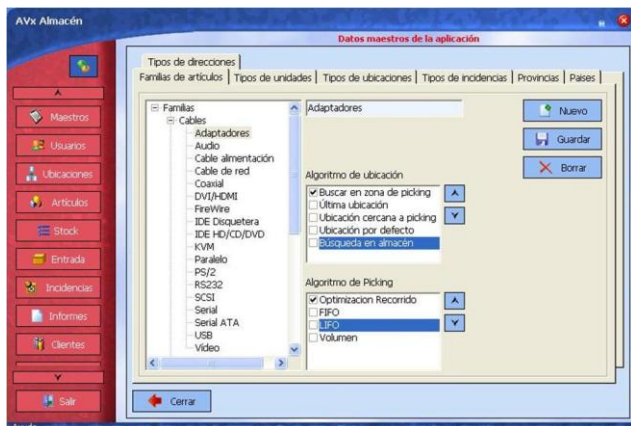 AVx Almacén
Datos maestros de la aplicación
Maestros
Usuarios
Ubicaciones
Artículos
Stock
Entrada
Incidencias
Informes
Clientes
Salir
Tipos de direcciones
Familias de artículos Tipos de unidades Tipos de ubicaciones Tipos de incidencias Provincias Paises
Familias
Cables
Adaptadores
Audio
Cable alimentación
Cable de red
Coaxial
DVI/HDMI
FireWire
IDE Disquetera
IDE HD/CD/DVD
KVM
Paralelo
PS/2
RS232
SCSI
Serial
Serial ATA
USB
Vídeo
Adaptadores
Algoritmo de ubicación
Buscar en zona de picking
Última ubicación
Ubicación cercana a picking
Ubicación por defecto
Búsqueda en almacén
Algoritmo de Picking
Optimizacion Recorrido
FIFO
LIFO
Volumen
Nuevo
Guardar
Borrar
Cerrar